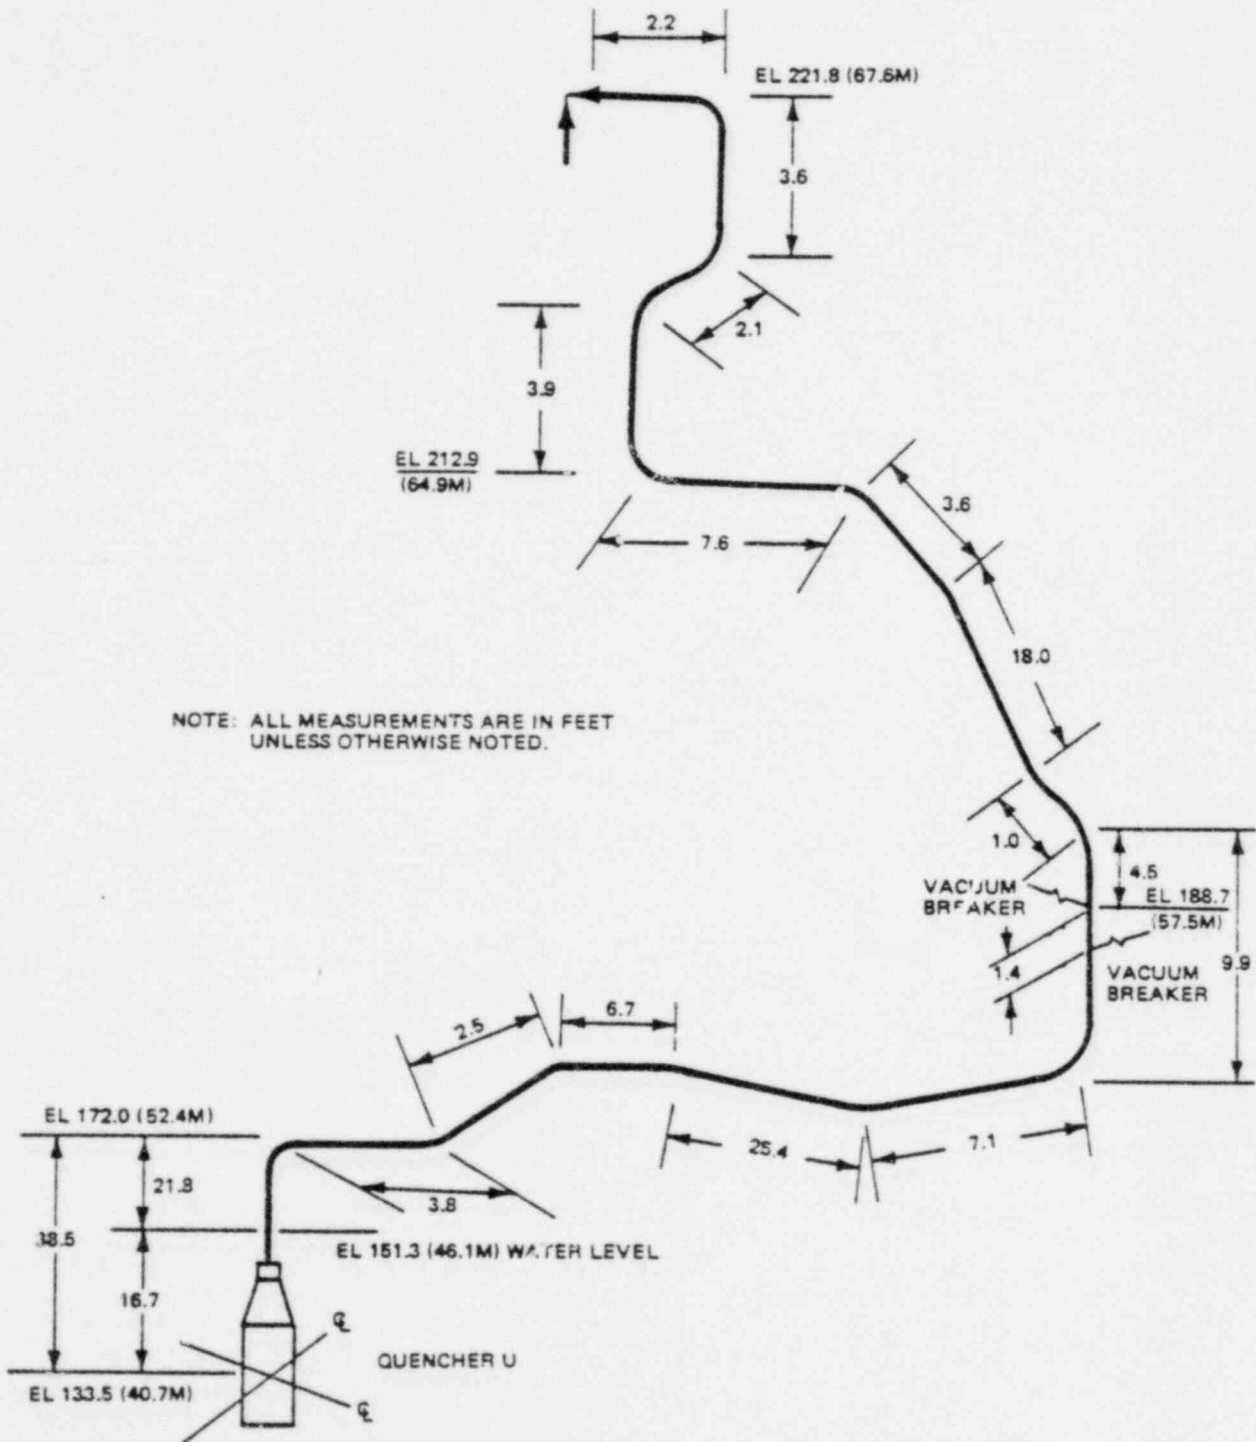 2.2
EL 221.8 (67.6M)
3.6
2.1
3.9
EL 212.9
(64.9M)
3.6
7.6
18.0
NOTE: ALL MEASUREMENTS ARE IN FEET
UNLESS OTHERWISE NOTED.
1.0
4.5
VACUUM
BREAKER
EL 188.7
(57.5M)
9.9
1.4
VACUUM
BREAKER
2.5
6.7
EL 172.0 (52.4M)
25.4
7.1
21.8
3.8
38.5
EL 151.3 (46.1M) WATER LEVEL
16.7
℄
QUENCHER U
EL 133.5 (40.7M)
℄